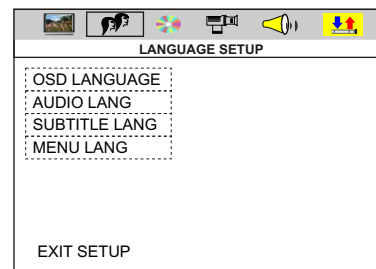 LANGUAGE SETUP
OSD LANGUAGE
AUDIO LANG
SUBTITLE LANG
MENU LANG
EXIT SETUP